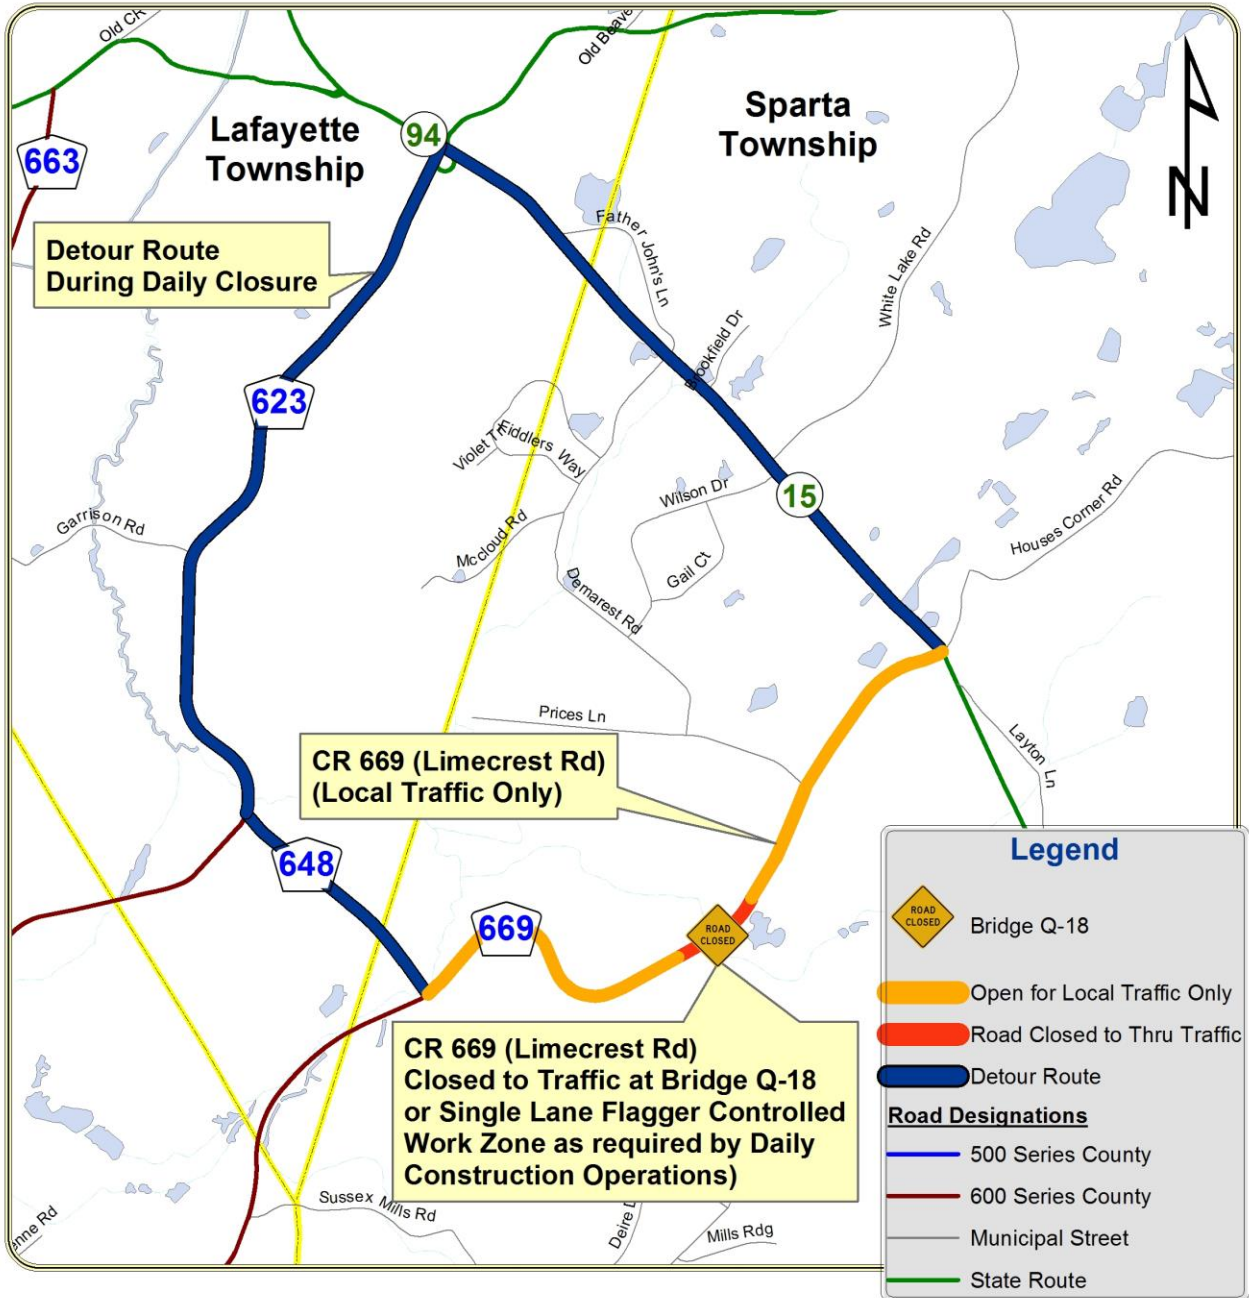 Old CR
Old Beave
94
Lafayette
Township
Sparta
Township
663
N
Detour Route
During Daily Closure
Father John's Ln
White Lake Rd
Brookfield Dr
623
Violet Tr
Fiddlers Way
Wilson Dr
15
Garrison Rd
Mccloud Rd
Gail Ct
Houses Corner Rd
Demarest Rd
Prices Ln
Layton Ln
CR 669 (Limecrest Rd)
(Local Traffic Only)
648
669
ROAD
CLOSED
CR 669 (Limecrest Rd)
Closed to Traffic at Bridge Q-18
or Single Lane Flagger Controlled
Work Zone as required by Daily
Construction Operations)
enne Rd
Sussex Mills Rd
Deire D
Mills Rdg
Legend
ROAD
CLOSED
Bridge Q-18
Open for Local Traffic Only
Road Closed to Thru Traffic
Detour Route
Road Designations
500 Series County
600 Series County
Municipal Street
State Route